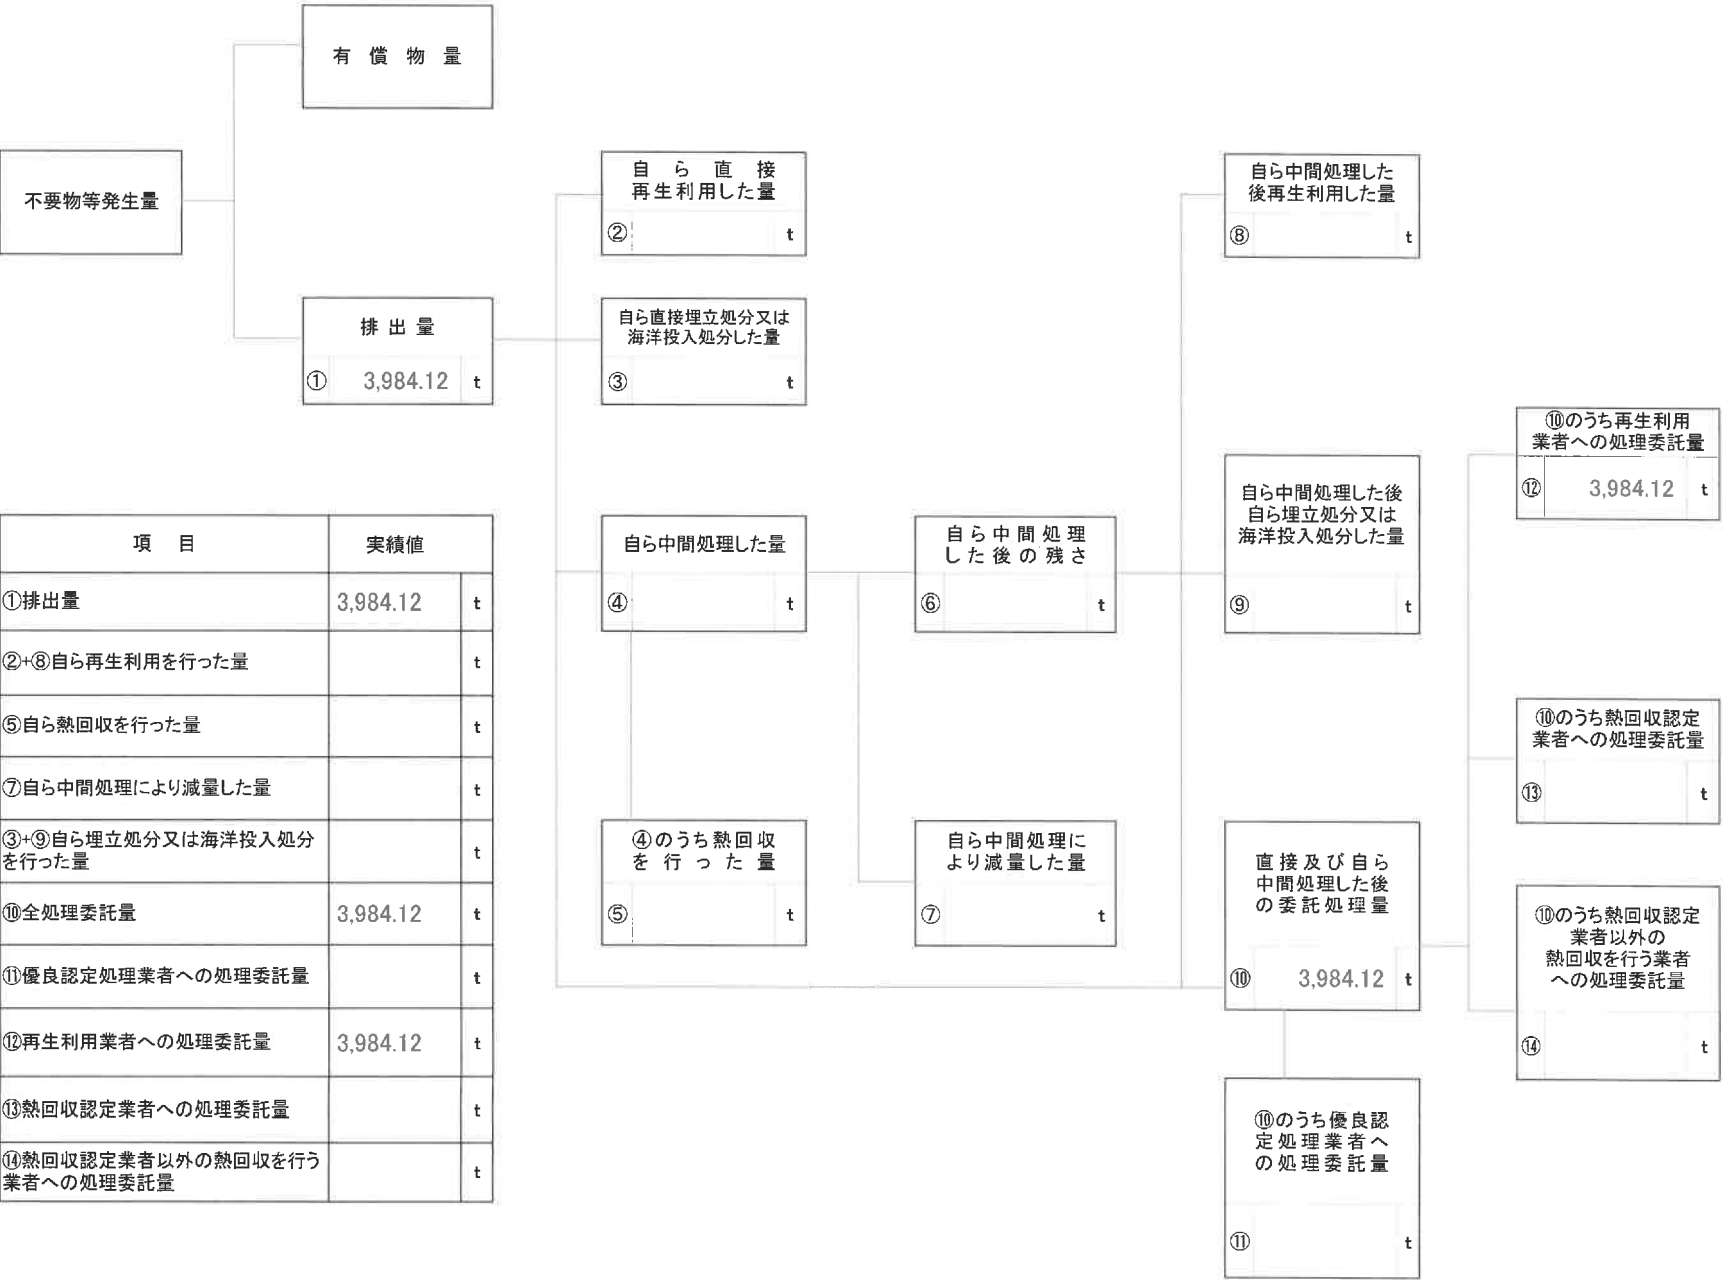 有償物量
不要物等発生量
排出量
① 3,984.12 t
自ら直接
再生利用した量
② t
自ら直接埋立処分又は
海洋投入処分した量
③ t
自ら中間処理した量
④ t
④のうち熱回収
を行った量
⑤ t
自ら中間処理
した後の残さ
⑥ t
自ら中間処理に
より減量した量
⑦ t
自ら中間処理した
後再生利用した量
⑧ t
自ら中間処理した後
自ら埋立処分又は
海洋投入処分した量
⑨ t
直接及び自ら
中間処理した後
の委託処理量
⑩ 3,984.12 t
⑩のうち優良認
定処理業者へ
の処理委託量
⑪ t
⑩のうち再生利用
業者への処理委託量
⑫ 3,984.12 t
⑩のうち熱回収認定
業者への処理委託量
⑬ t
⑩のうち熱回収認定
業者以外の
熱回収を行う業者
への処理委託量
⑭ t
項目 実績値
①排出量 3,984.12 t
②+⑧自ら再生利用を行った量 t
⑤自ら熱回収を行った量 t
⑦自ら中間処理により減量した量 t
③+⑨自ら埋立処分又は海洋投入処分
を行った量 t
⑩全処理委託量 3,984.12 t
⑪優良認定処理業者への処理委託量 t
⑫再生利用業者への処理委託量 3,984.12 t
⑬熱回収認定業者への処理委託量 t
⑭熱回収認定業者以外の熱回収を行う
業者への処理委託量 t